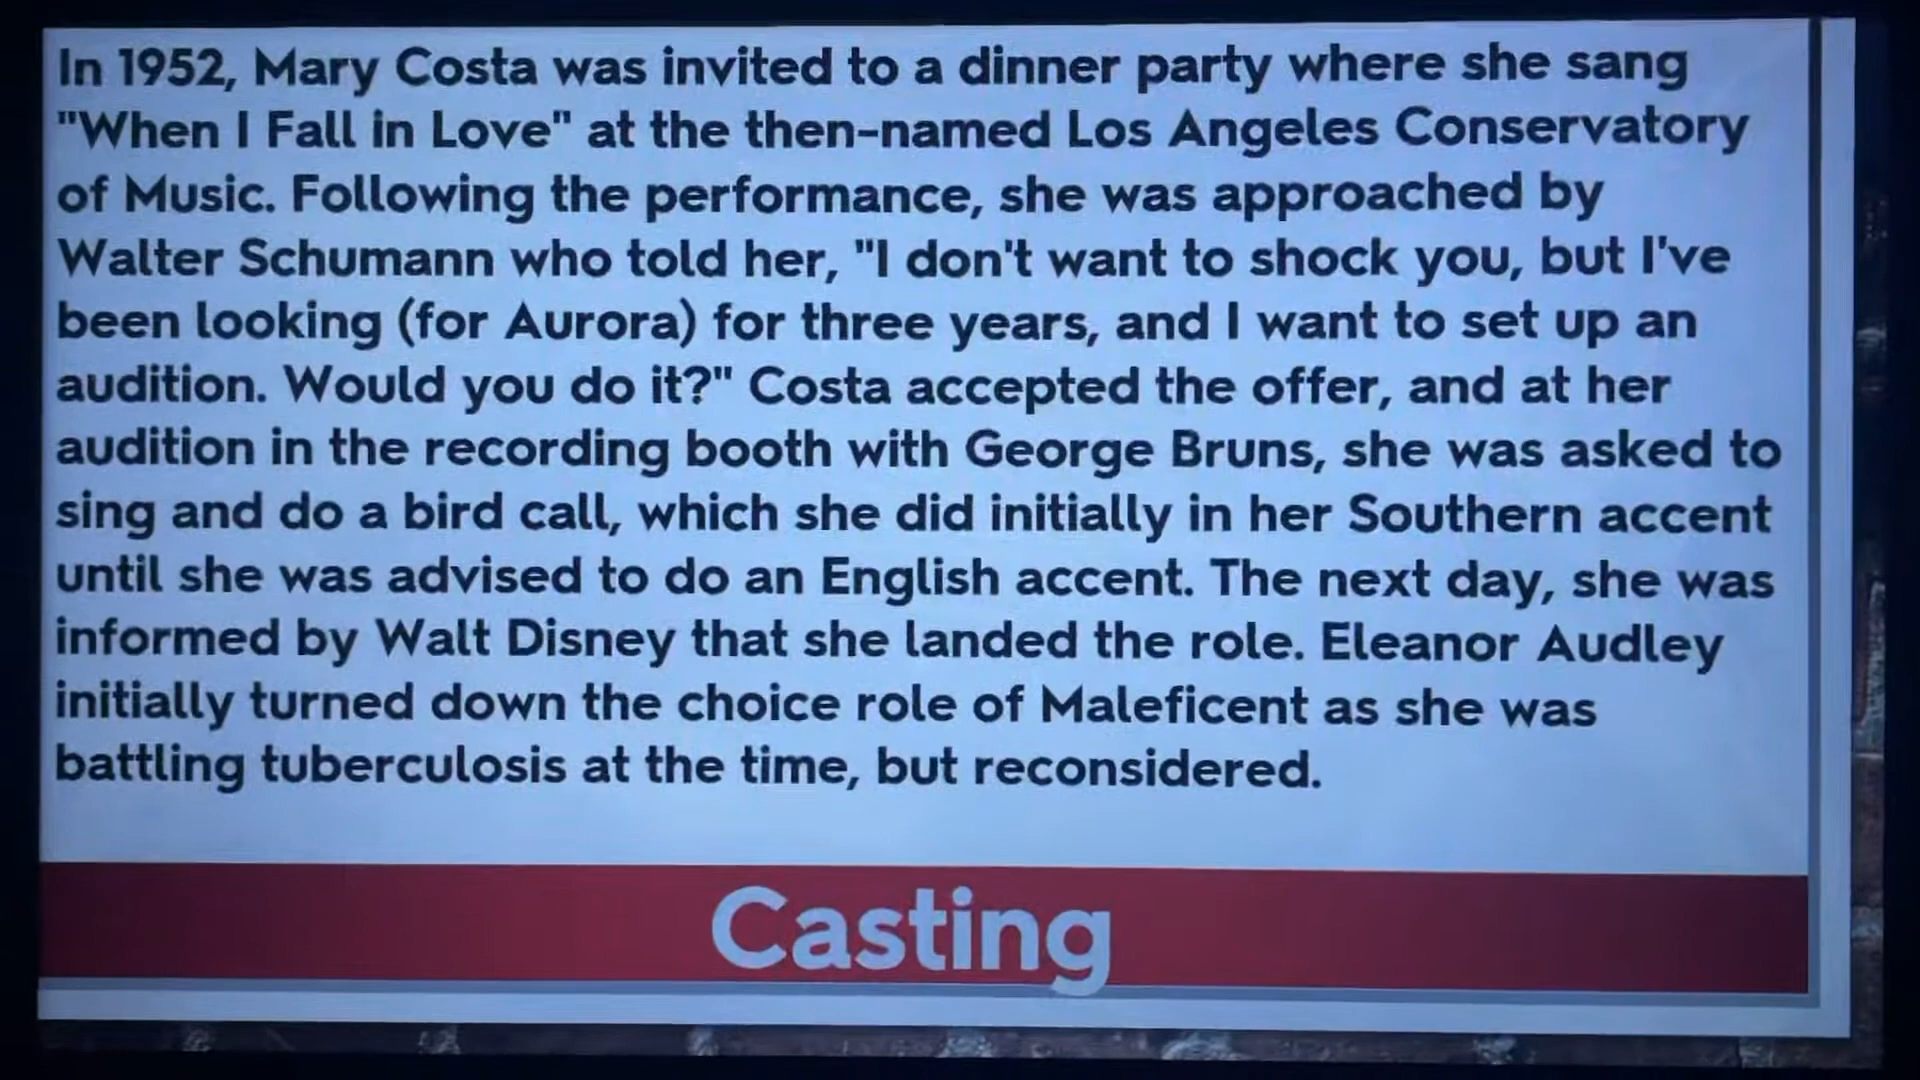 In 1952, Mary Costa was invited to a dinner party where she sang
"When I Fall in Love" at the then-named Los Angeles Conservatory
of Music. Following the performance, she was approached by
Walter Schumann who told her, "I don't want to shock you, but I've
been looking (for Aurora) for three years, and I want to set up an
audition. Would you do it?" Costa accepted the offer, and at her
audition in the recording booth with George Bruns, she was asked to
sing and do a bird call, which she did initially in her Southern accent
until she was advised to do an English accent. The next day, she was
informed by Walt Disney that she landed the role. Eleanor Audley
initially turned down the choice role of Maleficent as she was
battling tuberculosis at the time, but reconsidered.
Casting